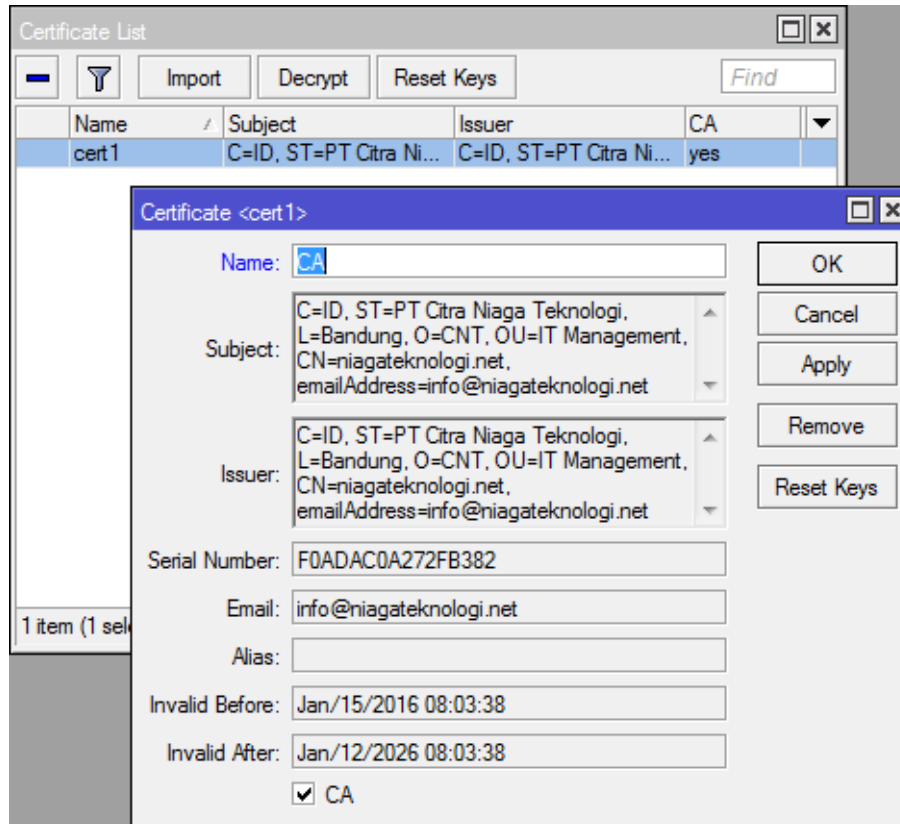 Certificate List
Import Decrypt Reset Keys Find
Name Subject Issuer CA
cert1 C=ID, ST=PT Citra Ni... C=ID, ST=PT Citra Ni... yes
Certificate <cert1>
Name: CA
OK
Subject: C=ID, ST=PT Citra Niaga Teknologi,
L=Bandung, O=CNT, OU=IT Management,
CN=niagateknologi.net,
emailAddress=info@niagateknologi.net
Cancel
Apply
Issuer: C=ID, ST=PT Citra Niaga Teknologi,
L=Bandung, O=CNT, OU=IT Management,
CN=niagateknologi.net,
emailAddress=info@niagateknologi.net
Remove
Reset Keys
Serial Number: F0ADAC0A272FB382
Email: info@niagateknologi.net
1 item (1 sele
Alias:
Invalid Before: Jan/15/2016 08:03:38
Invalid After: Jan/12/2026 08:03:38
CA